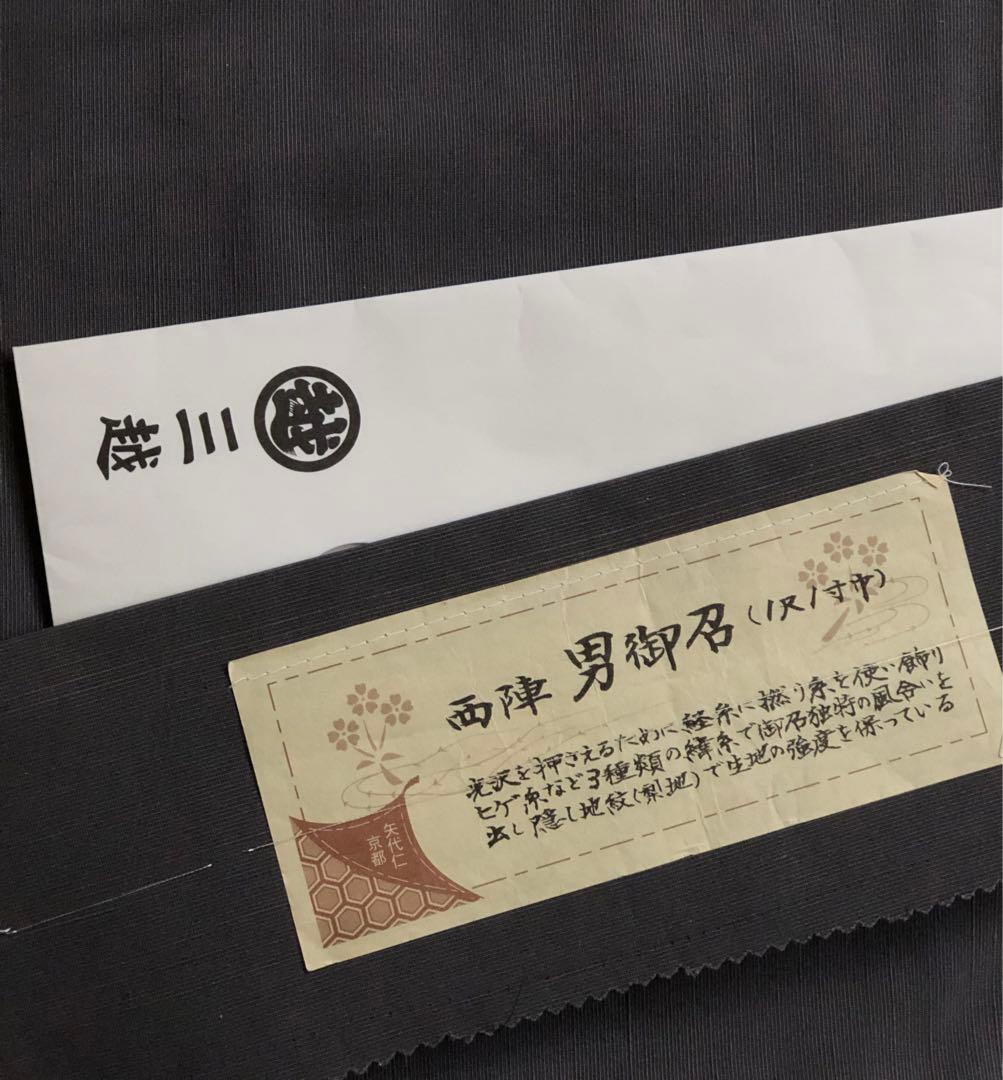 越
三越
西陣 男御召(1尺1寸巾)
光沢を押さえるために経糸に撚り糸を使い飾り
ヒゲ糸など3種類の緯糸で御召独特の風合いを
出し隠し地紋(梨地)で生地の強度を保っている
矢代仁
京都